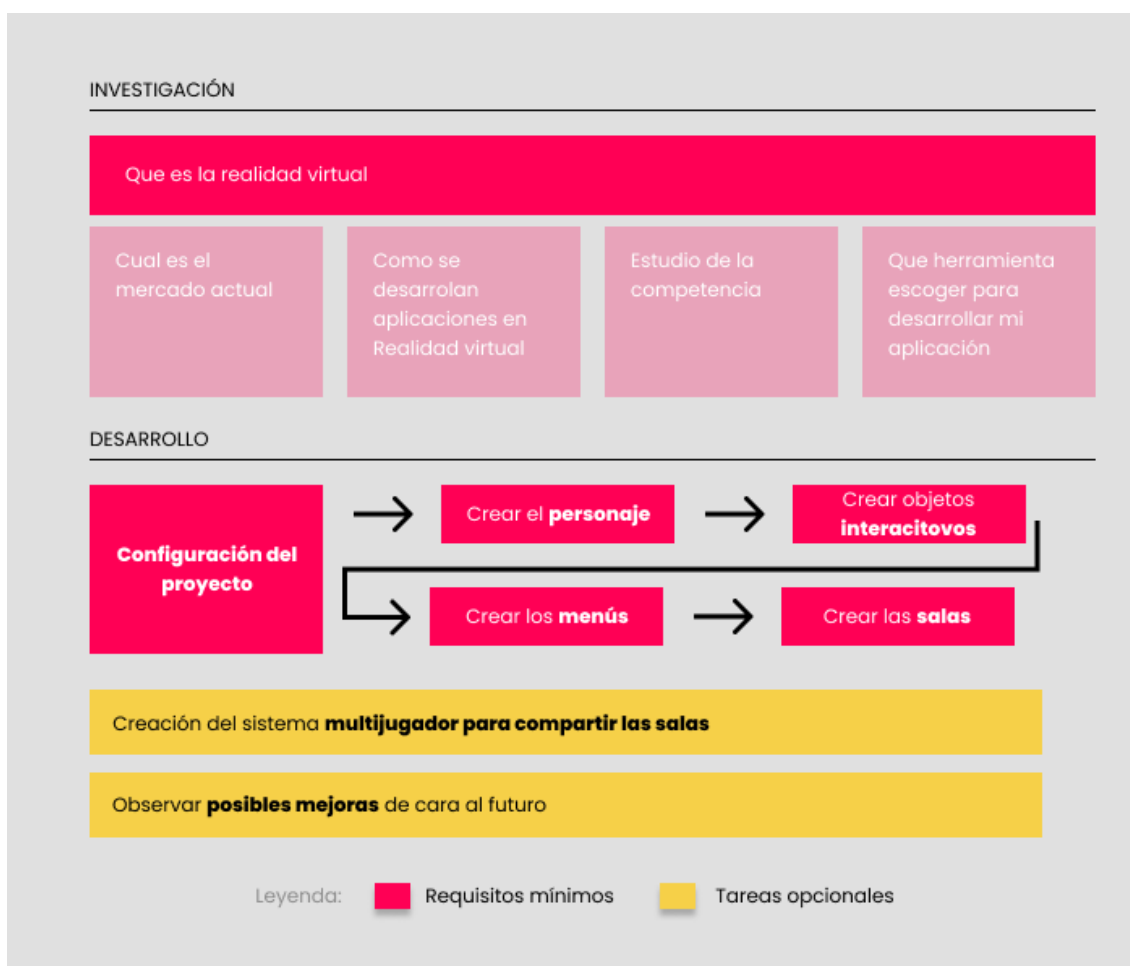 INVESTIGACIÓN
Que es la realidad virtual
Cual es el
mercado actual
Como se
desarrolan
aplicaciones en
Realidad virtual
Estudio de la
competencia
Que herramienta
escoger para
desarrollar mi
aplicación
DESARROLLO
Configuración del
proyecto
Crear el personaje
Crear objetos
interacitovos
Crear los menús
Crear las salas
Creación del sistema multijugador para compartir las salas
Observar posibles mejoras de cara al futuro
Leyenda:
Requisitos mínimos
Tareas opcionales